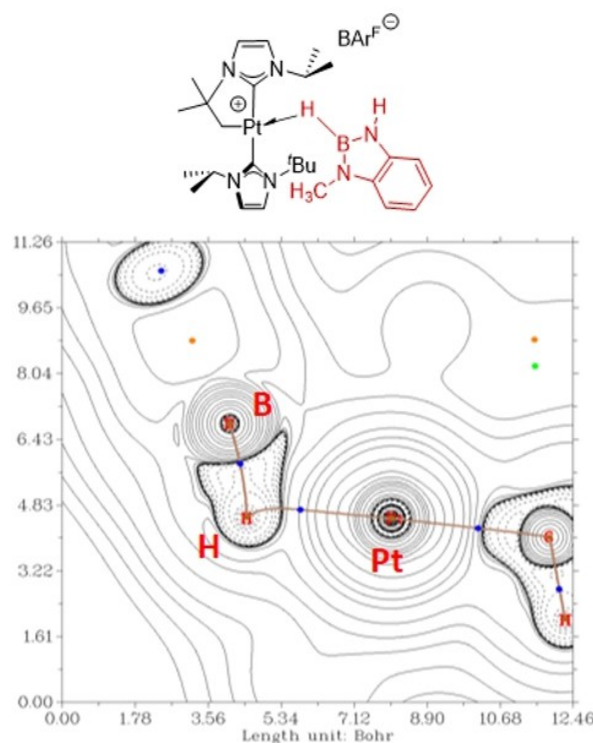 BArF ⊖
N
N
⊕
H
H
Pt
B
N
N
N
tBu
N
H3C
11.26
9.65
8.04
6.43
4.83
3.22
1.61
0.00
B
H
Pt
H
C
H
0.00 1.78 3.56 5.34 7.12 8.90 10.68 12.46
Length unit: Bohr